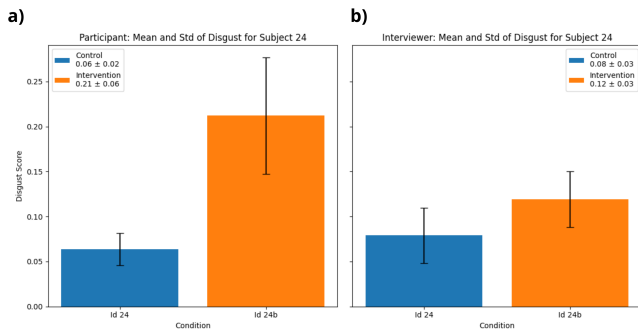 a)
Participant: Mean and Std of Disgust for Subject 24
Control
0.06 ± 0.02
Intervention
0.21 ± 0.06
0.25
0.20
0.15
0.10
0.05
0.00
Disgust Score
Id 24
Id 24b
Condition
b)
Interviewer: Mean and Std of Disgust for Subject 24
Control
0.08 ± 0.03
Intervention
0.12 ± 0.03
Id 24
Id 24b
Condition